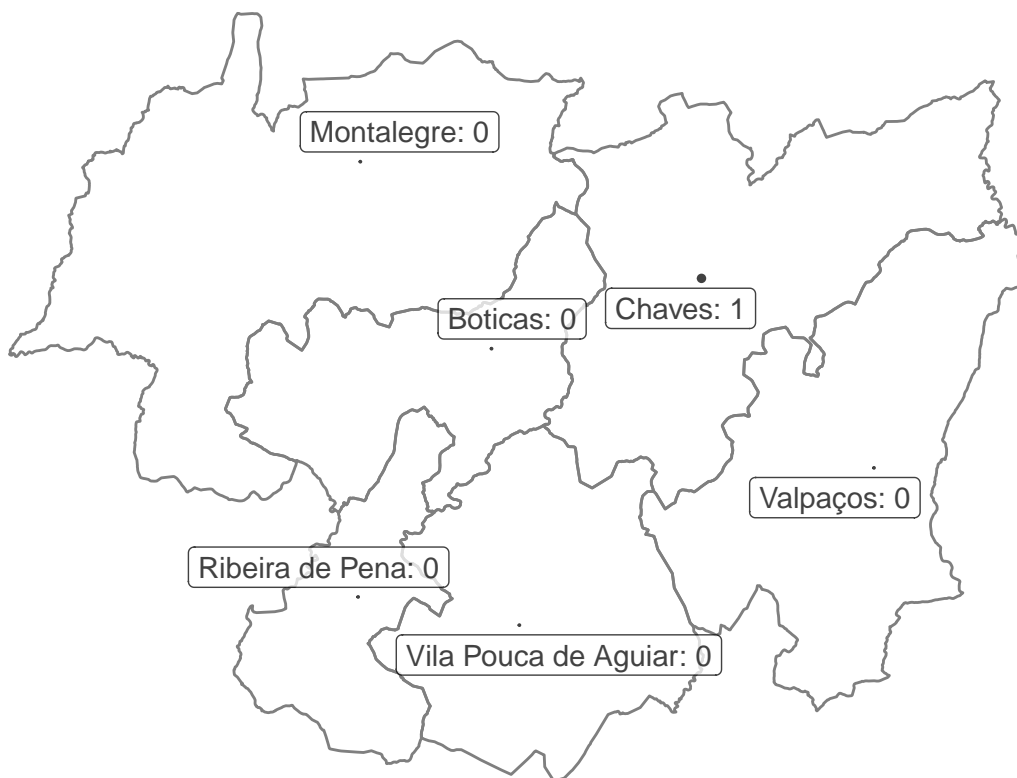 Montalegre: 0
Boticas: 0
Chaves: 1
Valpaços: 0
Ribeira de Pena: 0
Vila Pouca de Aguiar: 0